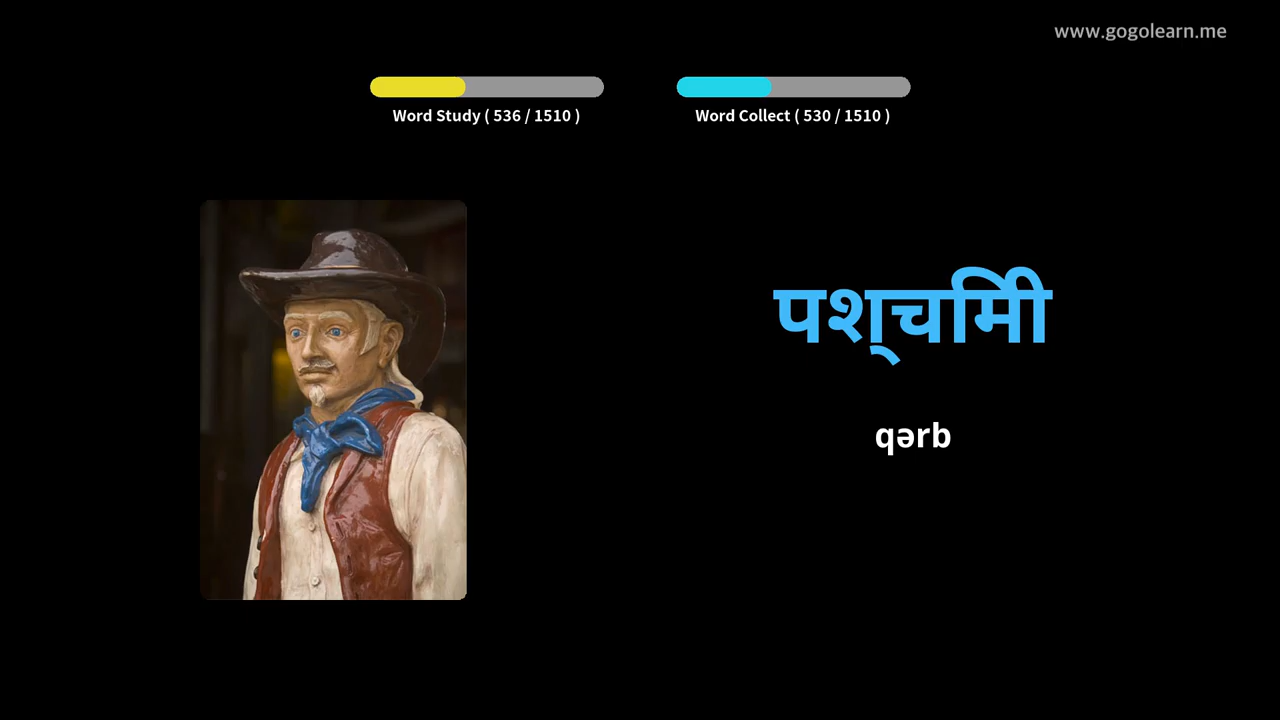 www.gogolearn.me
Word Study ( 536 / 1510 )
Word Collect ( 530 / 1510 )
पश्चिमी
qərb